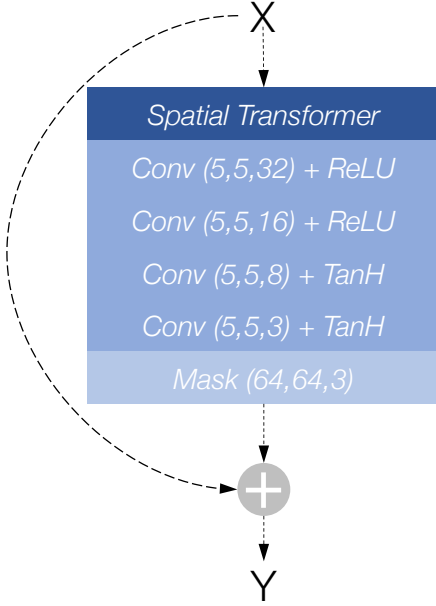 X
Spatial Transformer
Conv (5,5,32) + ReLU
Conv (5,5,16) + ReLU
Conv (5,5,8) + TanH
Conv (5,5,3) + TanH
Mask (64,64,3)
+
Y